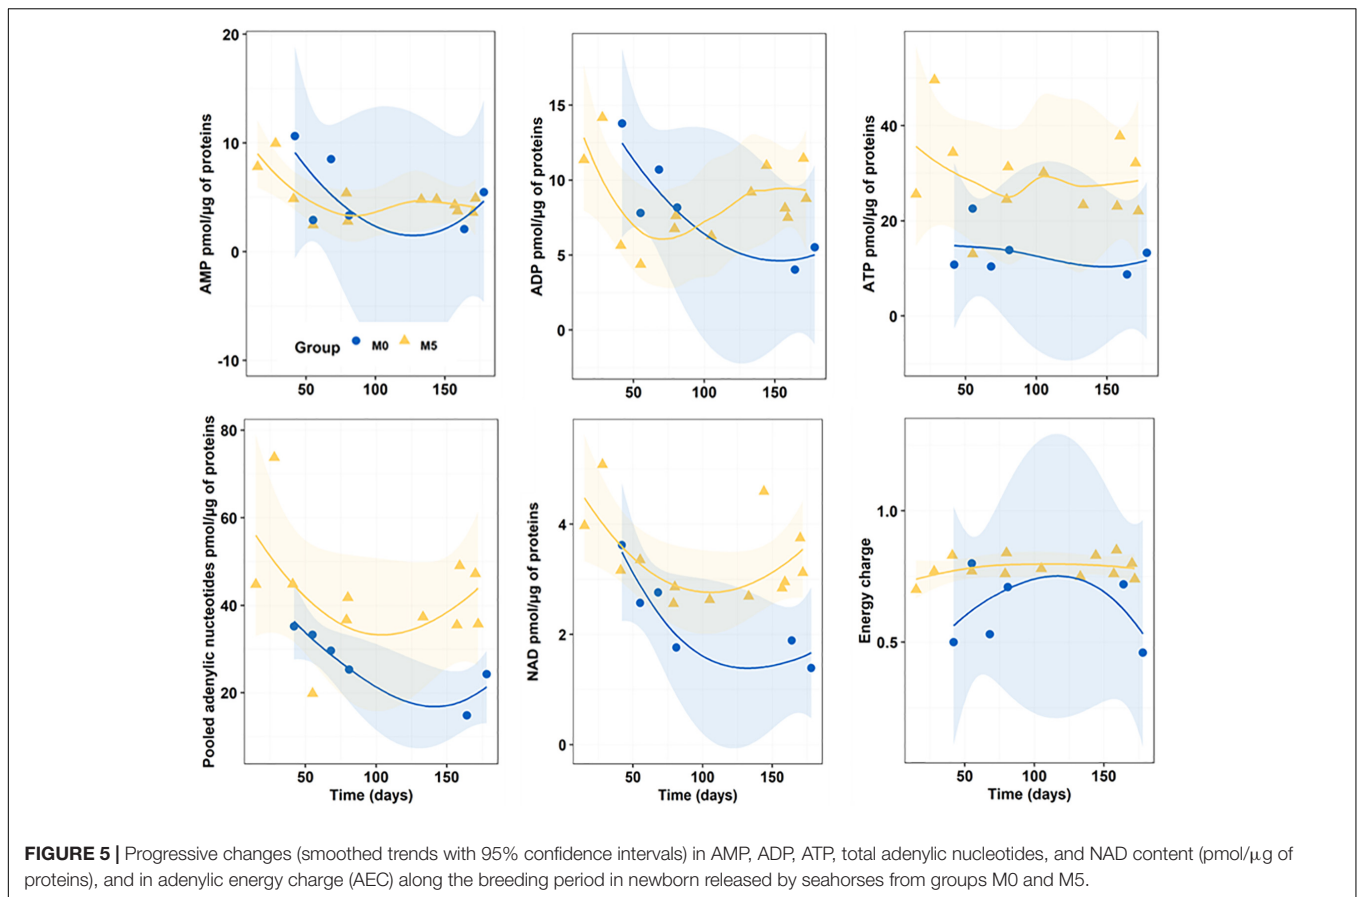 AMP pmol/µg of proteins
20
10
0
-10
50 100 150
Group M0 M5
ADP pmol/µg of proteins
15
10
5
0
50 100 150
ATP pmol/µg of proteins
40
20
0
50 100 150
Pooled adenylic nucteotides pmol/µg of proteins
80
60
40
20
50 100 150
Time (days)
NAD pmol/µg of proteins
4
2
0
50 100 150
Time (days)
Energy charge
1.0
0.5
50 100 150
Time (days)
FIGURE 5 | Progressive changes (smoothed trends with 95% confidence intervals) in AMP, ADP, ATP, total adenylic nucleotides, and NAD content (pmol/µg of
proteins), and in adenylic energy charge (AEC) along the breeding period in newborn released by seahorses from groups M0 and M5.